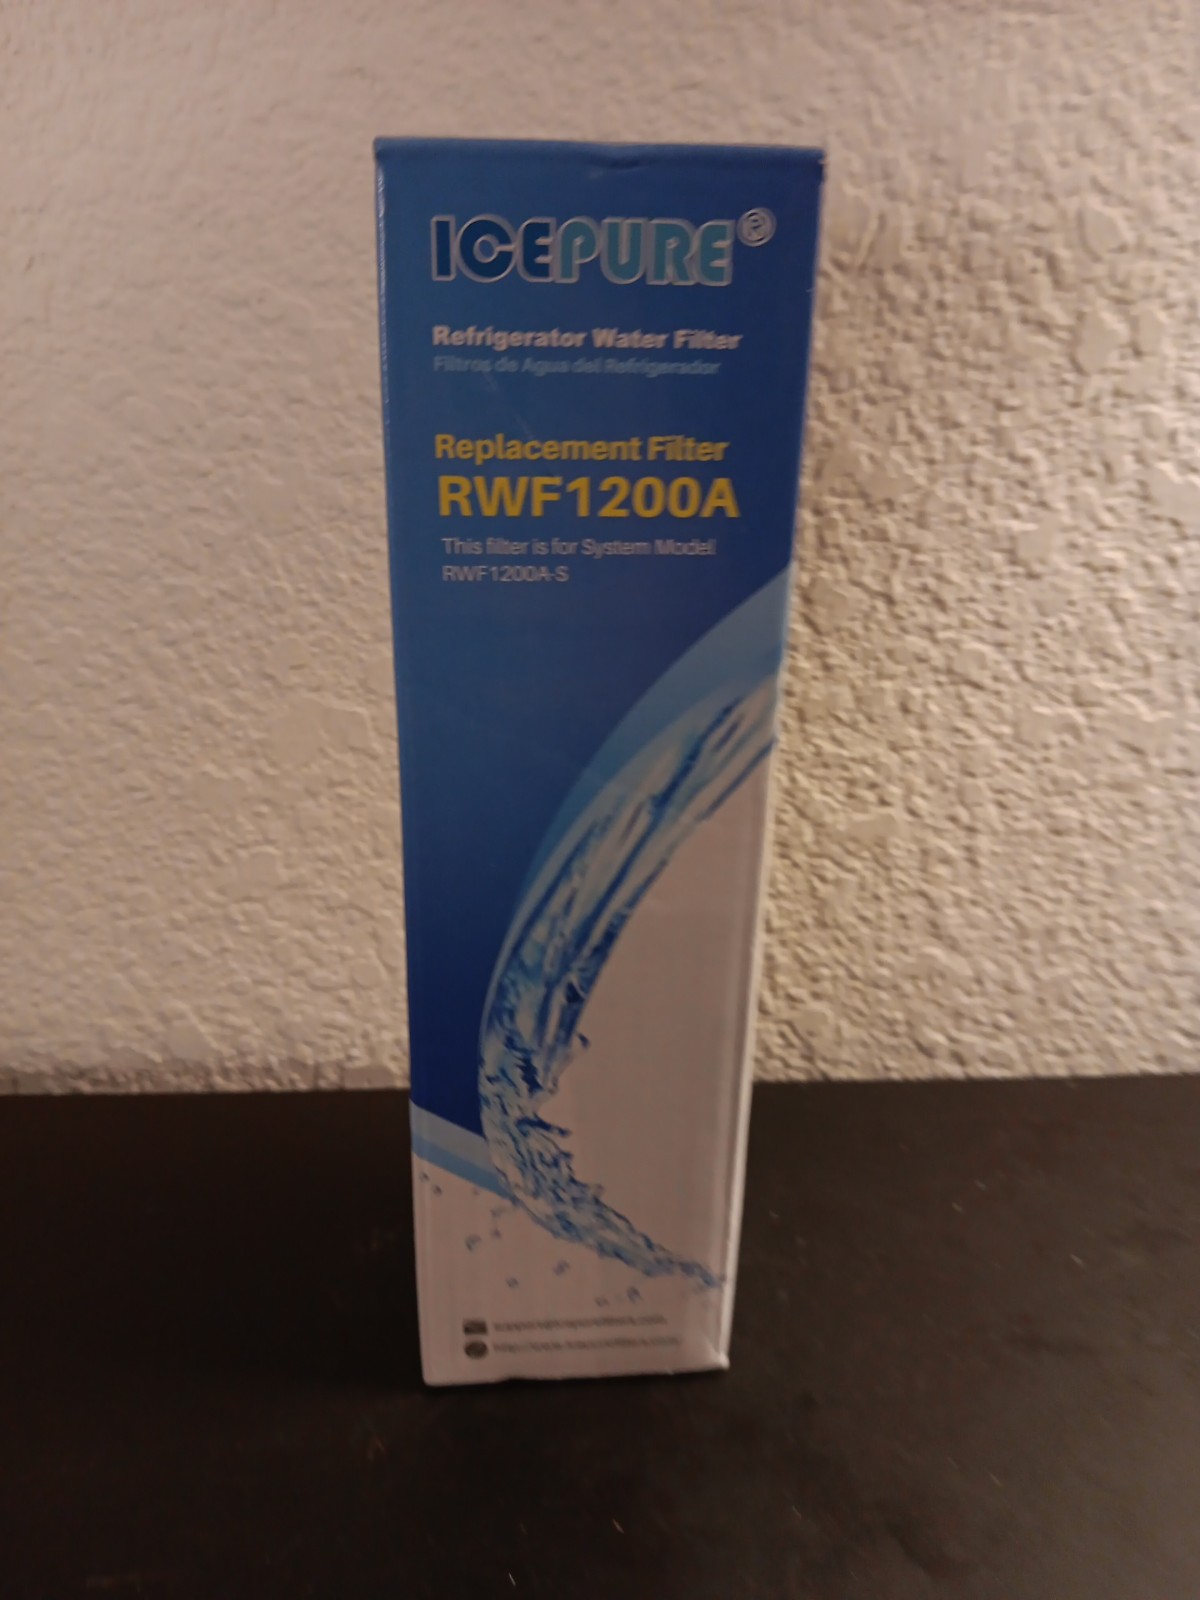 ICEPURE®
Refrigerator Water Filter
Filtros de Agua del Refrigerador
Replacement Filter
RWF1200A
This filter is for System Model
RWF1200A-S